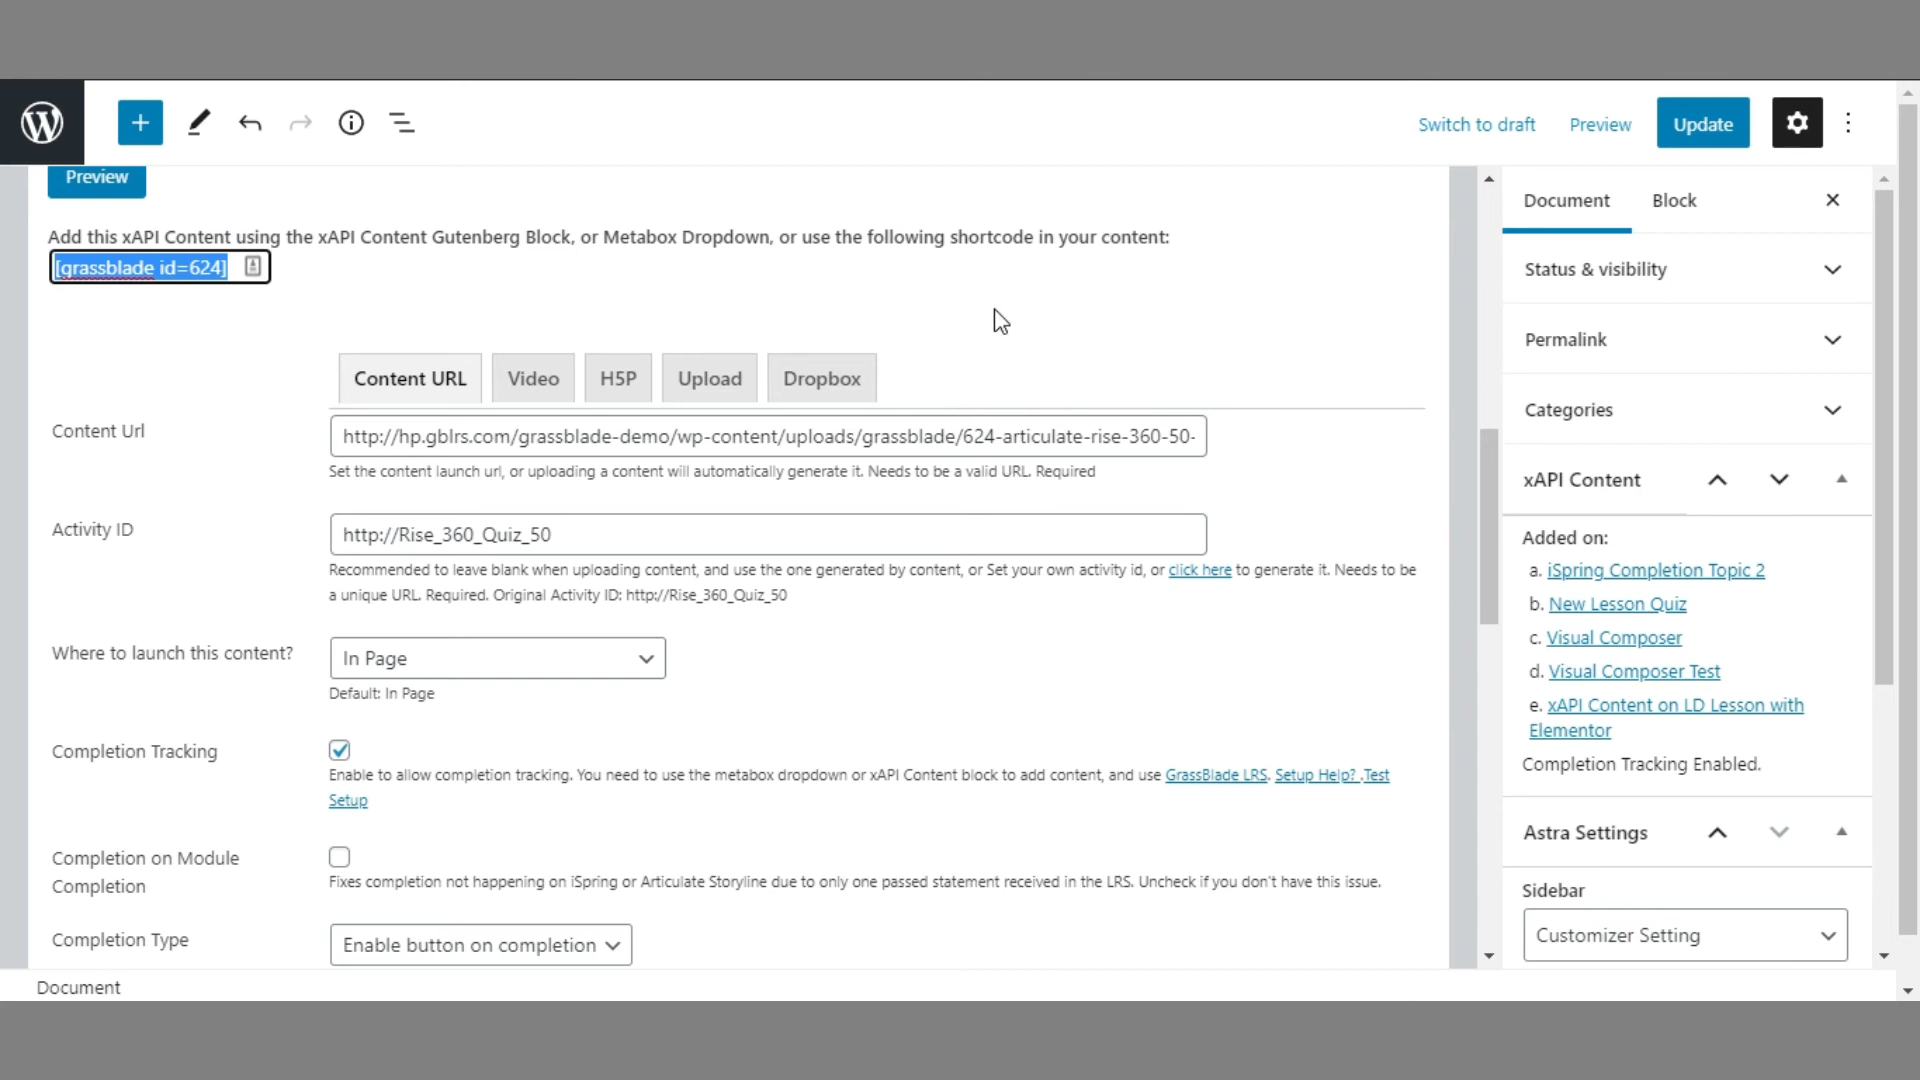 Switch to draft
Preview
Update
Preview
Add this xAPI Content using the xAPI Content Gutenberg Block, or Metabox Dropdown, or use the following shortcode in your content:
[grassblade id=624]
Content URL
Video
H5P
Upload
Dropbox
Content Url
http://hp.gblrs.com/grassblade-demo/wp-content/uploads/grassblade/624-articulate-rise-360-50-
Set the content launch url, or uploading a content will automatically generate it. Needs to be a valid URL. Required
Activity ID
http://Rise_360_Quiz_50
Recommended to leave blank when uploading content, and use the one generated by content, or Set your own activity id, or click here to generate it. Needs to be
a unique URL. Required. Original Activity ID: http://Rise_360_Quiz_50
Where to launch this content?
In Page
Default: In Page
Completion Tracking
Enable to allow completion tracking. You need to use the metabox dropdown or xAPI Content block to add content, and use GrassBlade LRS. Setup Help? .Test
Setup
Completion on Module
Completion
Fixes completion not happening on iSpring or Articulate Storyline due to only one passed statement received in the LRS. Uncheck if you don't have this issue.
Completion Type
Enable button on completion
Document
Document
Block
Status & visibility
Permalink
Categories
xAPI Content
Added on:
a. iSpring Completion Topic 2
b. New Lesson Quiz
c. Visual Composer
d. Visual Composer Test
e. xAPI Content on LD Lesson with
Elementor
Completion Tracking Enabled.
Astra Settings
Sidebar
Customizer Setting